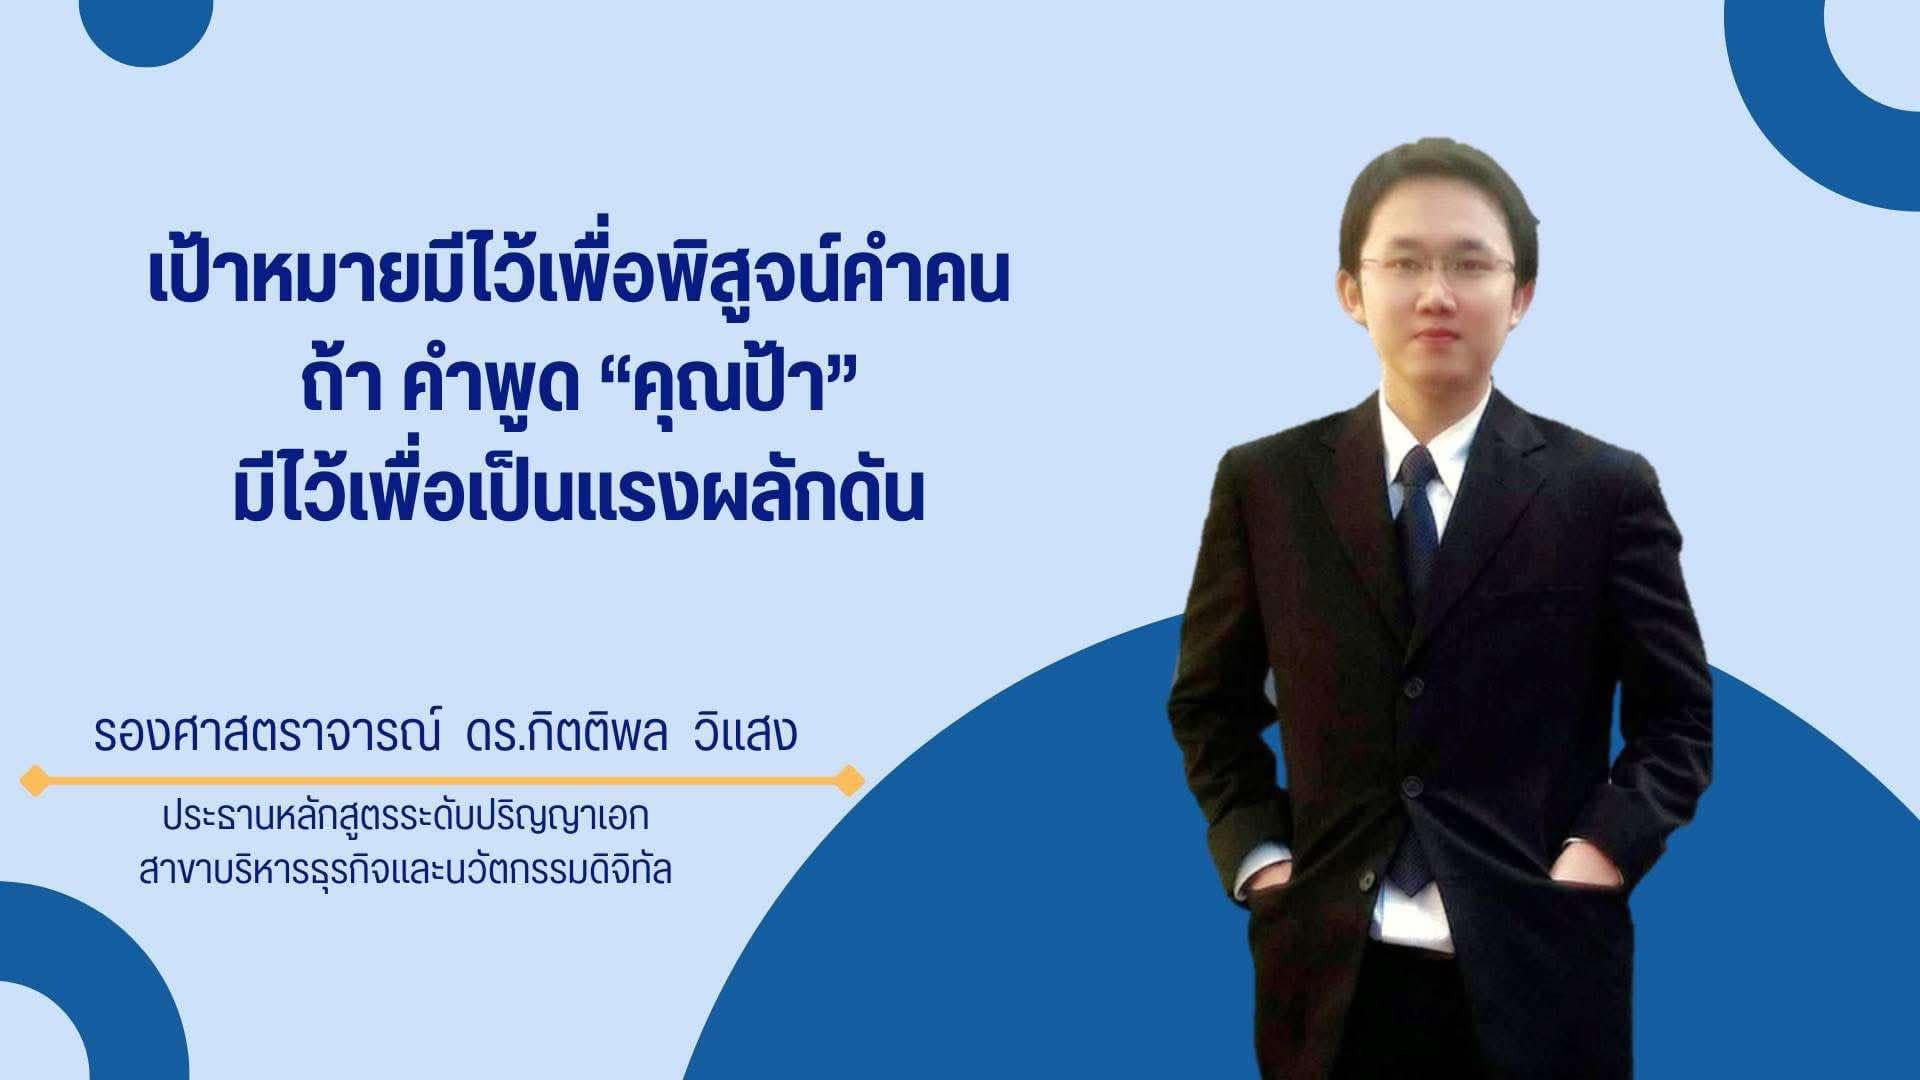 เป้าหมายมีไว้เพื่อพิสูจน์คำคน
ถ้า คำพูด “คุณป้า”
มีไว้เพื่อเป็นแรงผลักดัน
รองศาสตราจารณ์ ดร.กิตติพล วิแสง
ประธานหลักสูตรระดับปริญญาเอก
สาขาบริหารธุรกิจและนวัตกรรมดิจิทัล